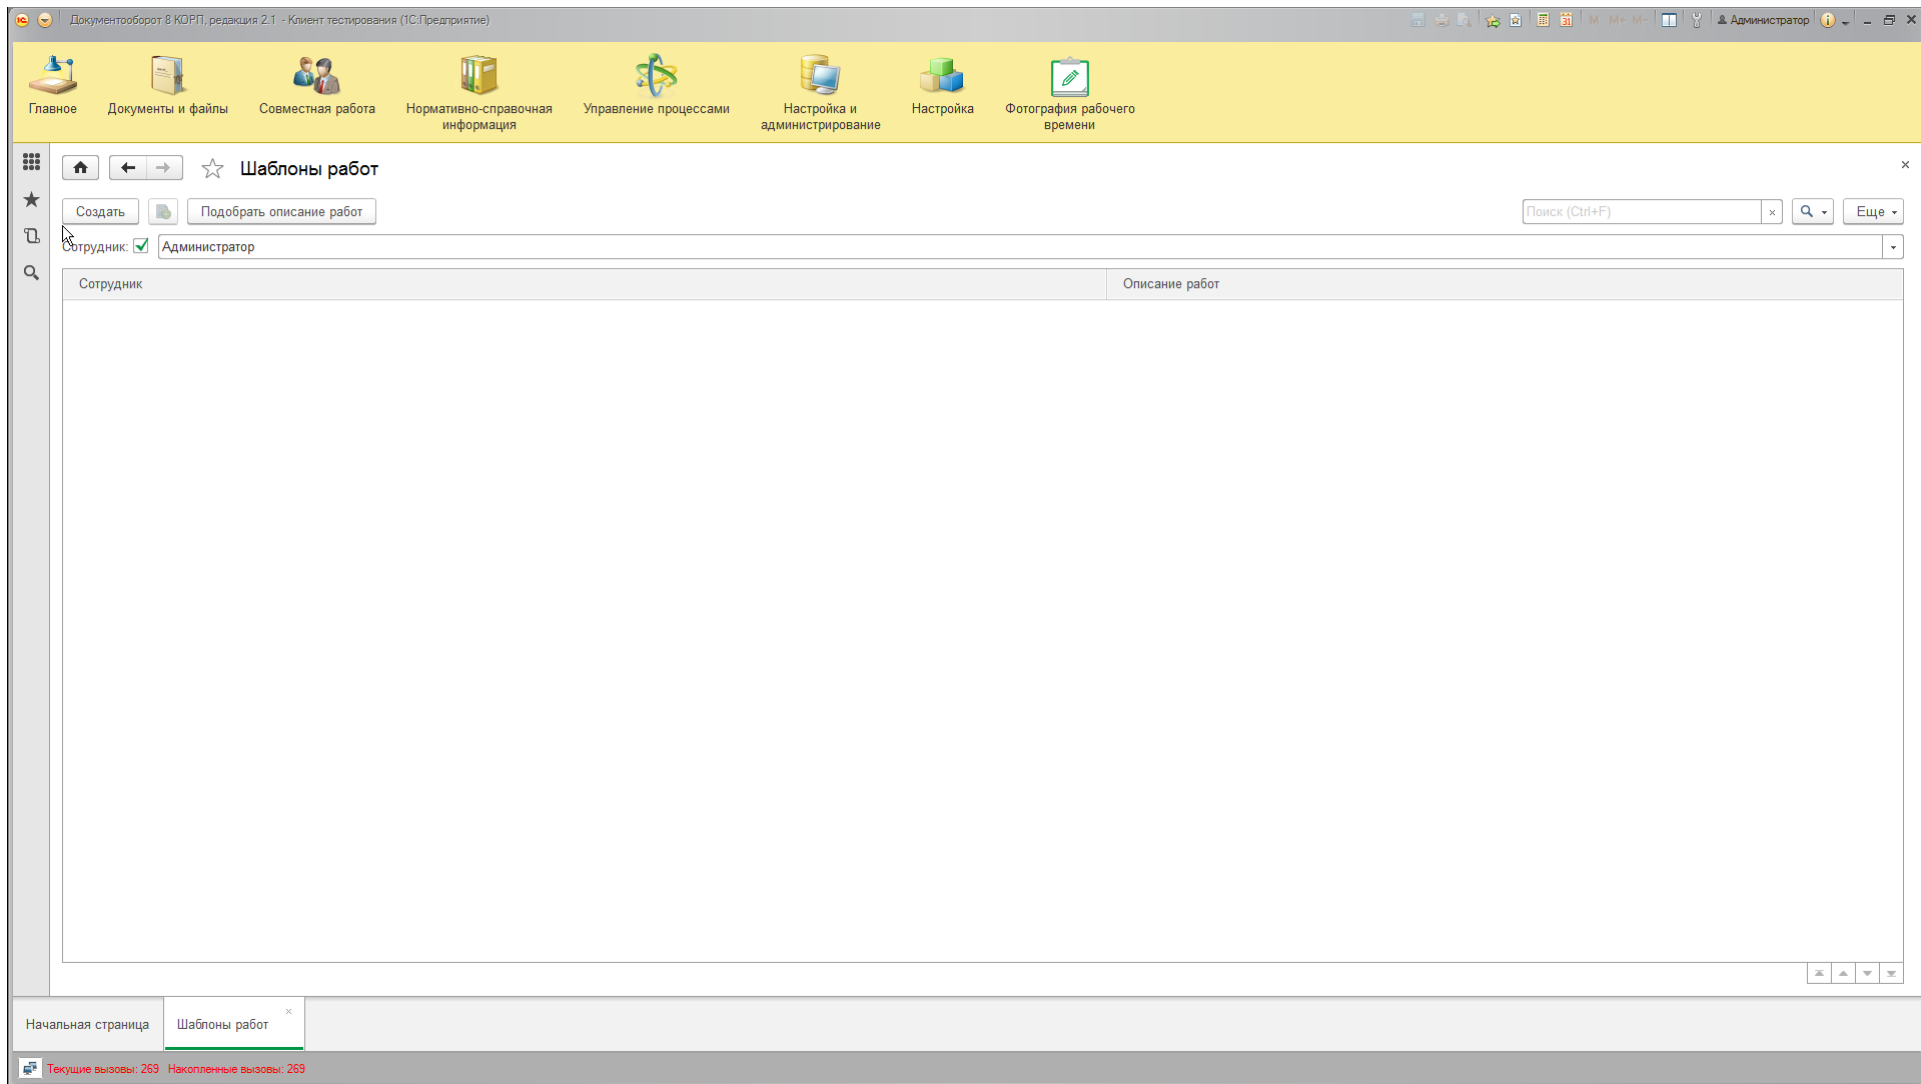 Документооборот 8 КОРП, редакция 2.1 - Клиент тестирования (1С:Предприятие)
M M+ M-
Администратор
Главное
Документы и файлы
Совместная работа
Нормативно-справочная
информация
Управление процессами
Настройка и
администрирование
Настройка
Фотография рабочего
времени
Шаблоны работ
Создать
Подобрать описание работ
Поиск (Ctrl+F)
Еще
Сотрудник:
Администратор
Сотрудник
Описание работ
Начальная страница
Шаблоны работ
Текущие вызовы: 269 Накопленные вызовы: 269